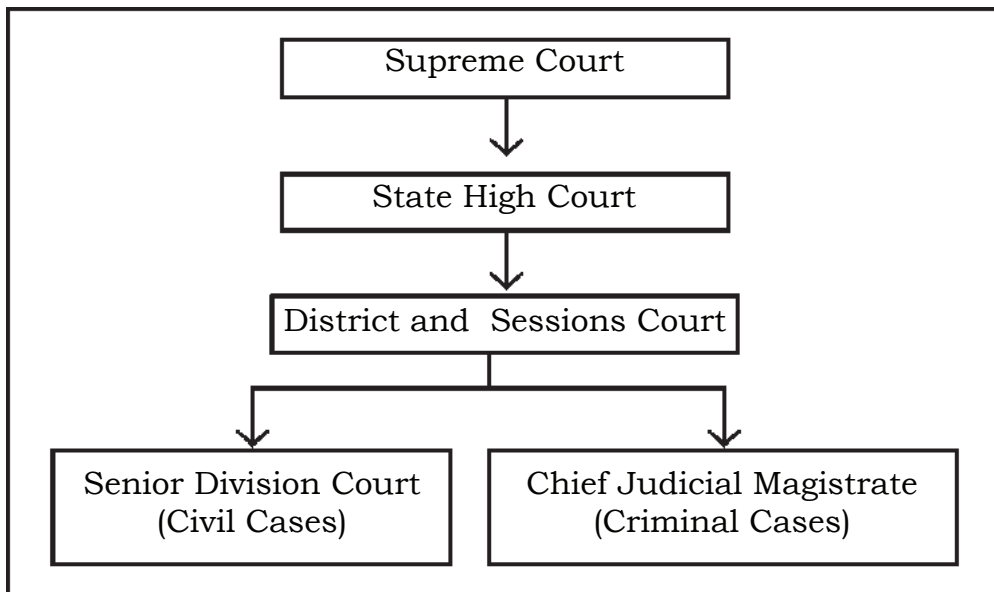 Supreme Court
State High Court
District and Sessions Court
Senior Division Court
(Civil Cases)
Chief Judicial Magistrate
(Criminal Cases)